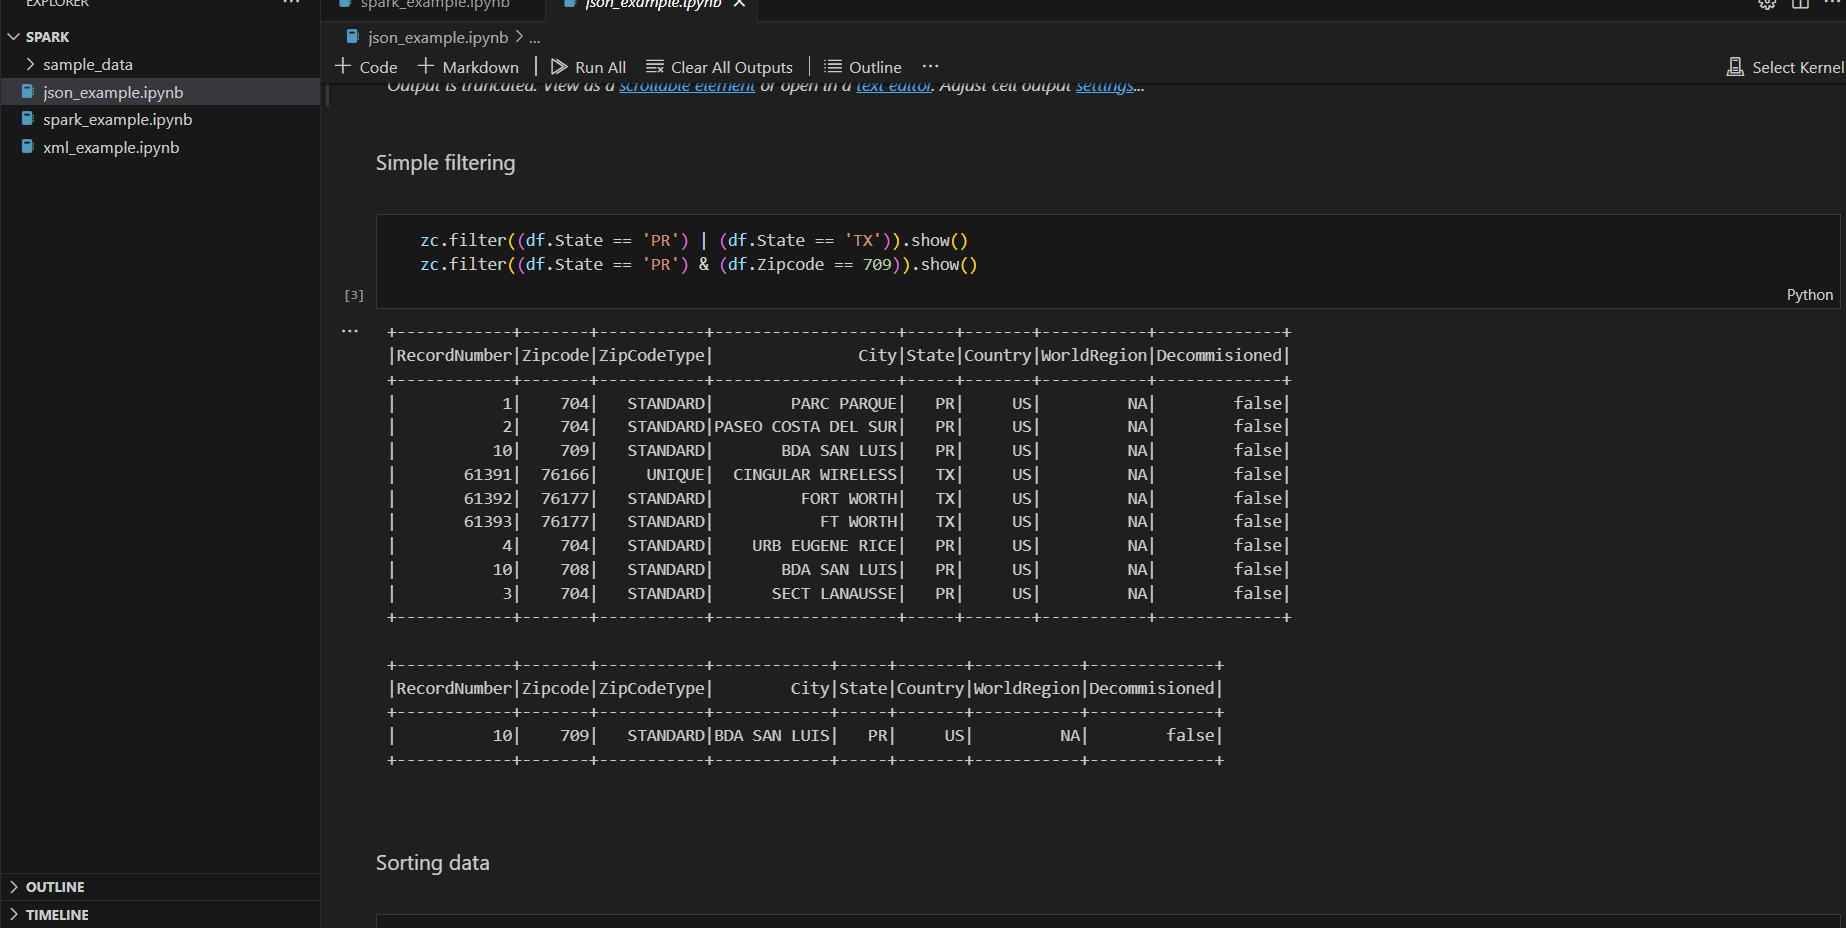 EXPLORER
SPARK
sample_data
json_example.ipynb
spark_example.ipynb
xml_example.ipynb
OUTLINE
TIMELINE
spark_example.ipynb
json_example.ipynb
json_example.ipynb > ...
+ Code + Markdown | Run All Clear All Outputs | Outline ...
Select Kernel
Output is truncated. View as a scrollable element or open in a text editor. Adjust cell output settings...
Simple filtering
zc.filter((df.State == 'PR') | (df.State == 'TX')).show()
zc.filter((df.State == 'PR') & (df.Zipcode == 709)).show()
[3]
Python
+------------+-------+-----------+-------------------+-----+-------+-----------+-------------+
|RecordNumber|Zipcode|ZipCodeType|               City|State|Country|WorldRegion|Decommisioned|
+------------+-------+-----------+-------------------+-----+-------+-----------+-------------+
|           1|    704|   STANDARD|        PARC PARQUE|   PR|     US|         NA|        false|
|           2|    704|   STANDARD|PASEO COSTA DEL SUR|   PR|     US|         NA|        false|
|          10|    709|   STANDARD|       BDA SAN LUIS|   PR|     US|         NA|        false|
|       61391|  76166|     UNIQUE|  CINGULAR WIRELESS|   TX|     US|         NA|        false|
|       61392|  76177|   STANDARD|         FORT WORTH|   TX|     US|         NA|        false|
|       61393|  76177|   STANDARD|           FT WORTH|   TX|     US|         NA|        false|
|           4|    704|   STANDARD|    URB EUGENE RICE|   PR|     US|         NA|        false|
|          10|    708|   STANDARD|       BDA SAN LUIS|   PR|     US|         NA|        false|
|           3|    704|   STANDARD|      SECT LANAUSSE|   PR|     US|         NA|        false|
+------------+-------+-----------+-------------------+-----+-------+-----------+-------------+
+------------+-------+-----------+------------+-----+-------+-----------+-------------+
|RecordNumber|Zipcode|ZipCodeType|        City|State|Country|WorldRegion|Decommisioned|
+------------+-------+-----------+------------+-----+-------+-----------+-------------+
|          10|    709|   STANDARD|BDA SAN LUIS|   PR|     US|         NA|        false|
+------------+-------+-----------+------------+-----+-------+-----------+-------------+
Sorting data